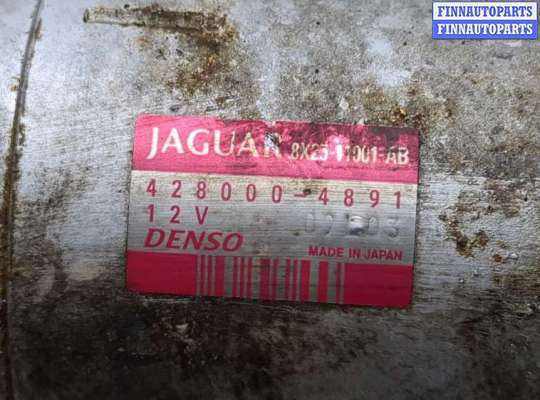 FINNAUTOPARTS
FINNAUTOPARTS
JAGUAR 8X23-11001-AB
428000-4891
12V
DENSO MADE IN JAPAN